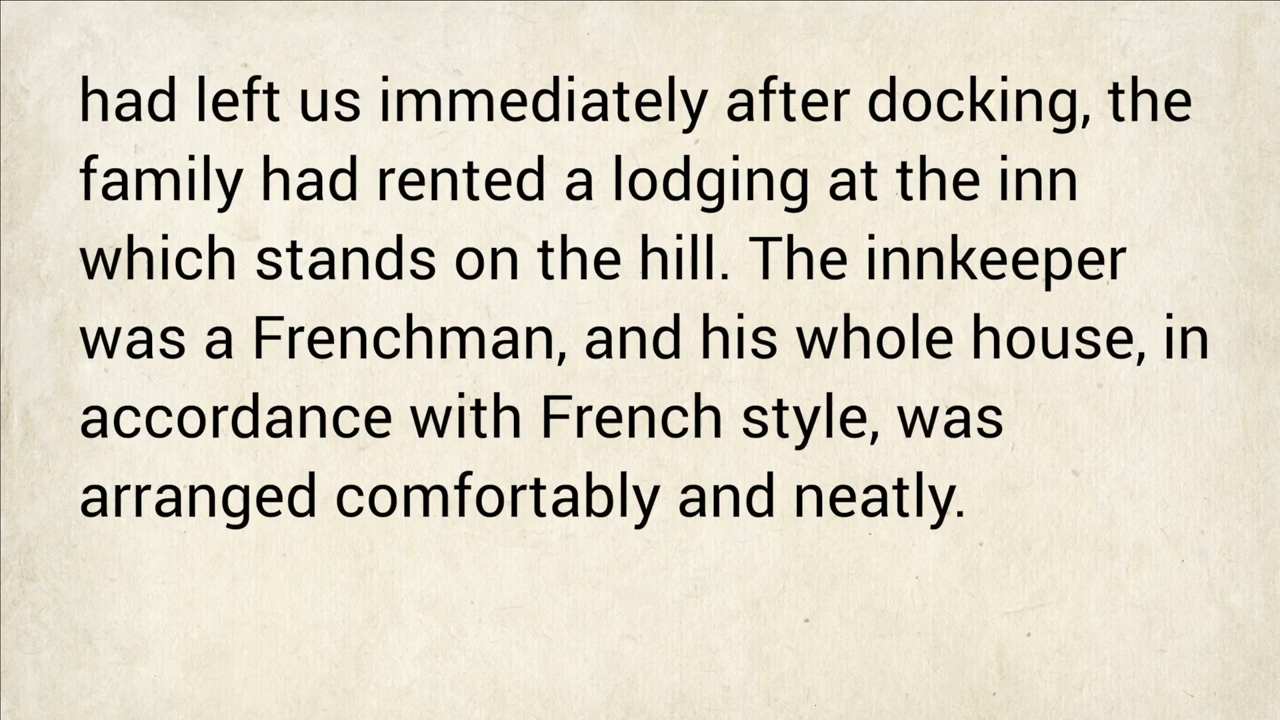 had left us immediately after docking, the
family had rented a lodging at the inn
which stands on the hill. The innkeeper
was a Frenchman, and his whole house, in
accordance with French style, was
arranged comfortably and neatly.